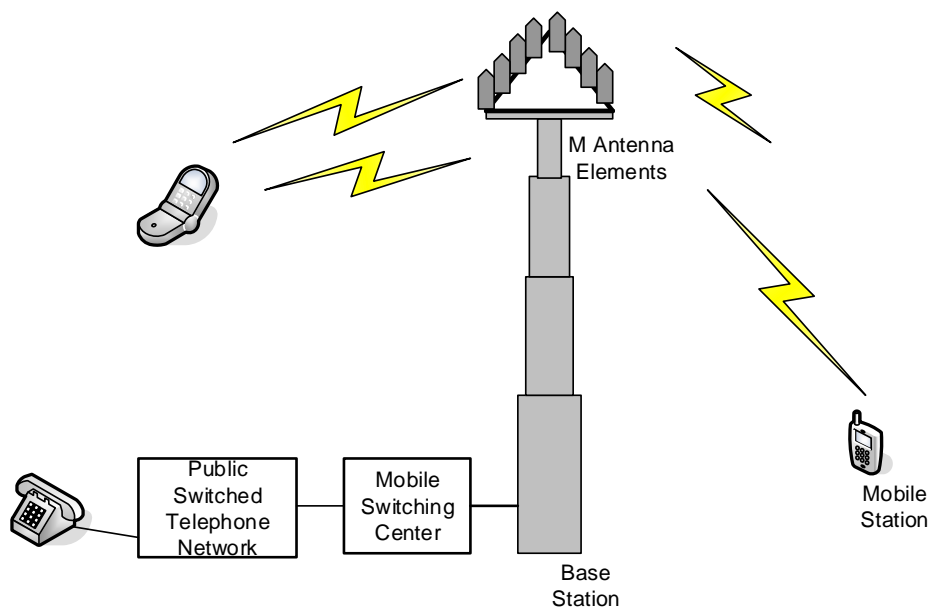 M Antenna
Elements
Public
Switched
Telephone
Network
Mobile
Switching
Center
Mobile
Station
Base
Station